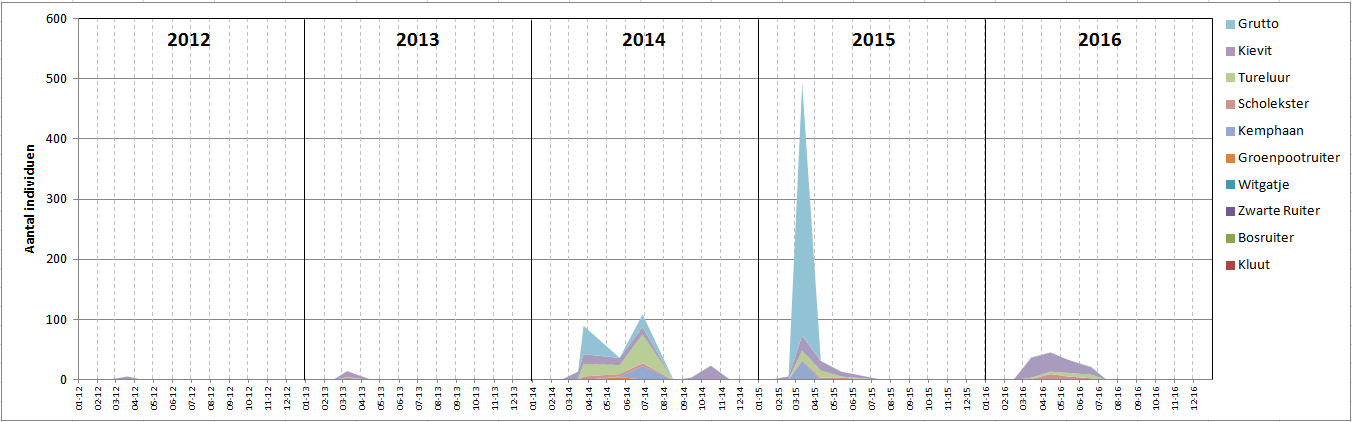 2012 2013 2014 2015 2016
Aantal individuen
600
500
400
300
200
100
0
01-12 02-12 03-12 04-12 05-12 06-12 07-12 08-12 09-12 10-12 11-12 12-12 01-13 02-13 03-13 04-13 05-13 06-13 07-13 08-13 09-13 10-13 11-13 12-13 01-14 02-14 03-14 04-14 05-14 06-14 07-14 08-14 09-14 10-14 11-14 12-14 01-15 02-15 03-15 04-15 05-15 06-15 07-15 08-15 09-15 10-15 11-15 12-15 01-16 02-16 03-16 04-16 05-16 06-16 07-16 08-16 09-16 10-16 11-16 12-16
Grutto
Kievit
Tureluur
Scholekster
Kemphaan
Groenpootruiter
Witgatje
Zwarte Ruiter
Bosruiter
Kluut